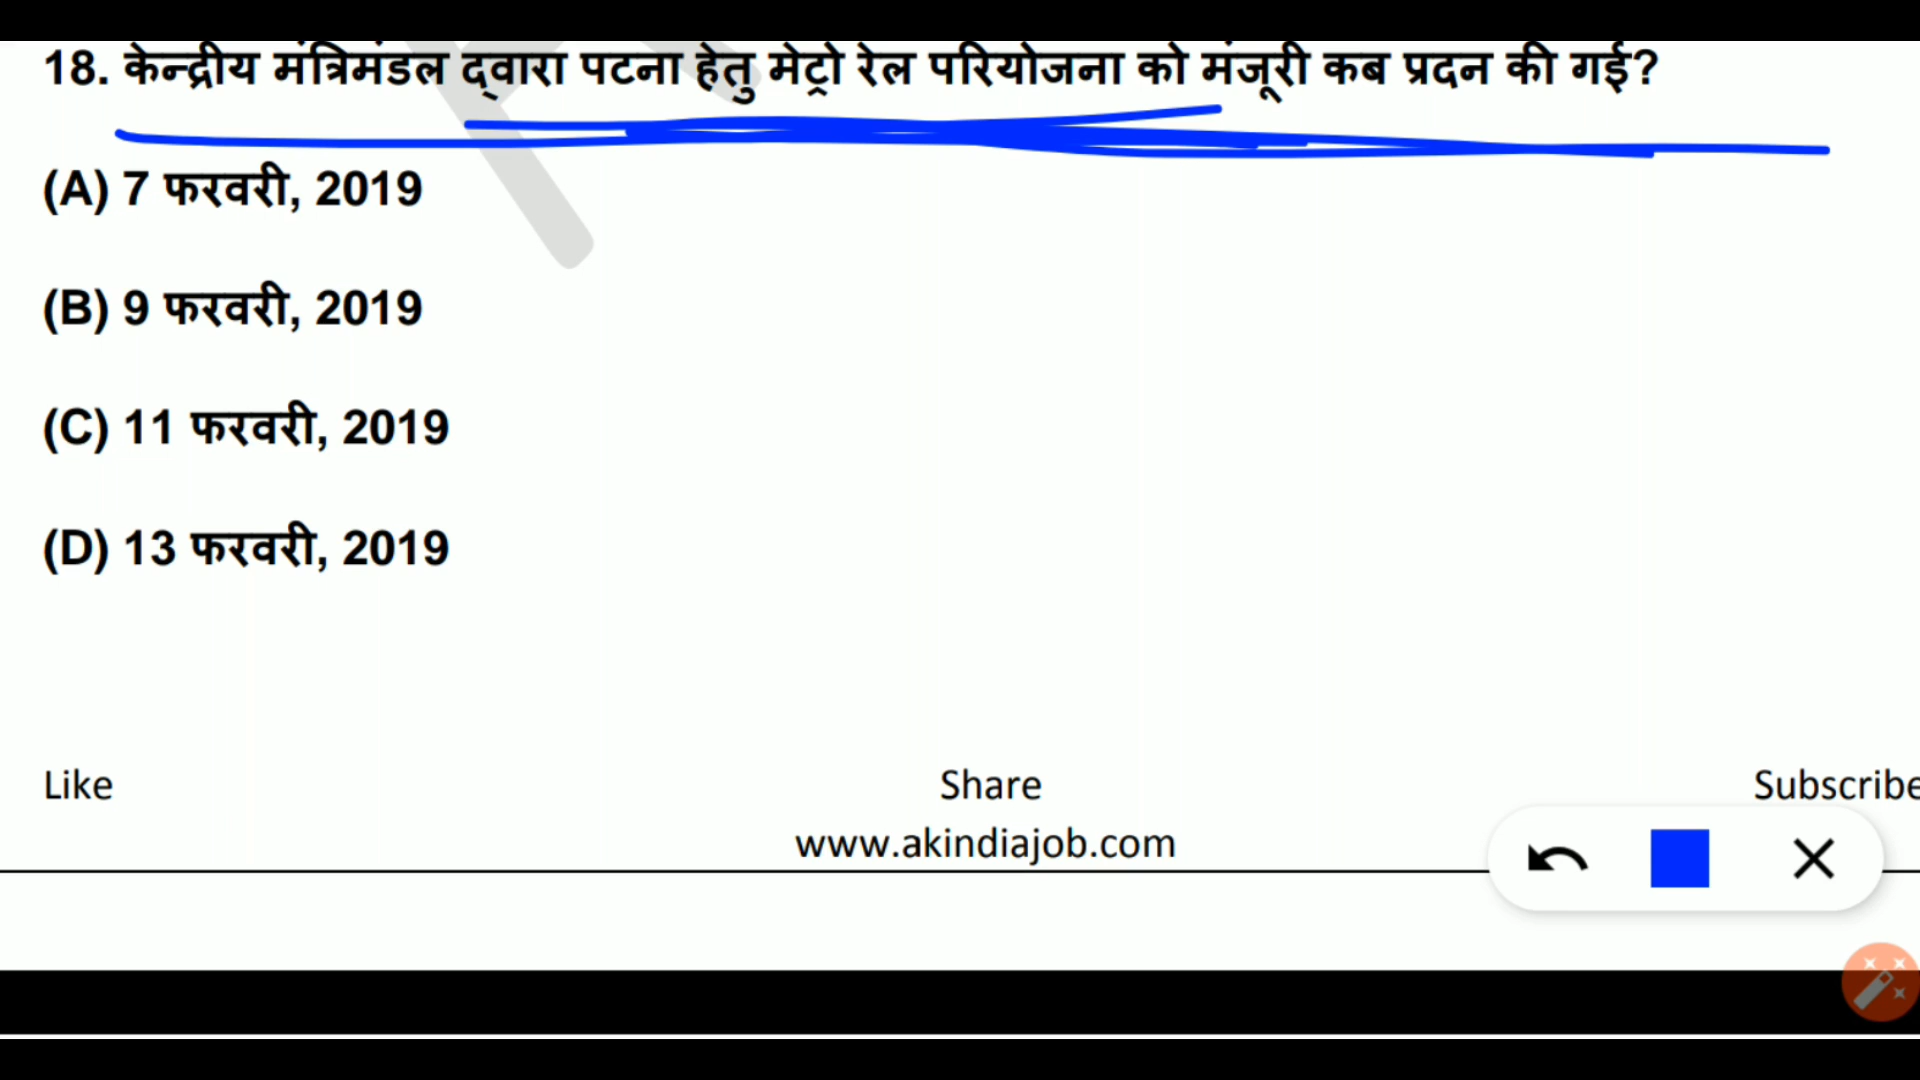 18. केन्द्रीय मंत्रिमंडल द्वारा पटना हेतु मेट्रो रेल परियोजना को मंजूरी कब प्रदन की गई?
(A) 7 फरवरी, 2019
(B) 9 फरवरी, 2019
(C) 11 फरवरी, 2019
(D) 13 फरवरी, 2019
Like Share Subscribe
www.akindiajob.com